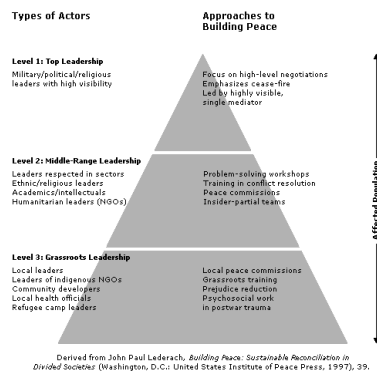 Types of Actors
Approaches to
Building Peace
Level 1: Top Leadership
Military/political/religious
leaders with high visibility
Focus on high-level negotiations
Emphasizes cease-fire
Led by highly visible,
single mediator
Level 2: Middle-Range Leadership
Leaders respected in sectors
Ethnic/religious leaders
Academics/intellectuals
Humanitarian leaders (NGOs)
Problem-solving workshops
Training in conflict resolution
Peace commissions
Insider-partial teams
Level 3: Grassroots Leadership
Local leaders
Leaders of indigenous NGOs
Community developers
Local health officials
Refugee camp leaders
Local peace commissions
Grassroots training
Prejudice reduction
Psychosocial work
in postwar trauma
Affected Population
Derived from John Paul Lederach, Building Peace: Sustainable Reconciliation in
Divided Societies (Washington, D.C.: United States Institute of Peace, 1997), 39.